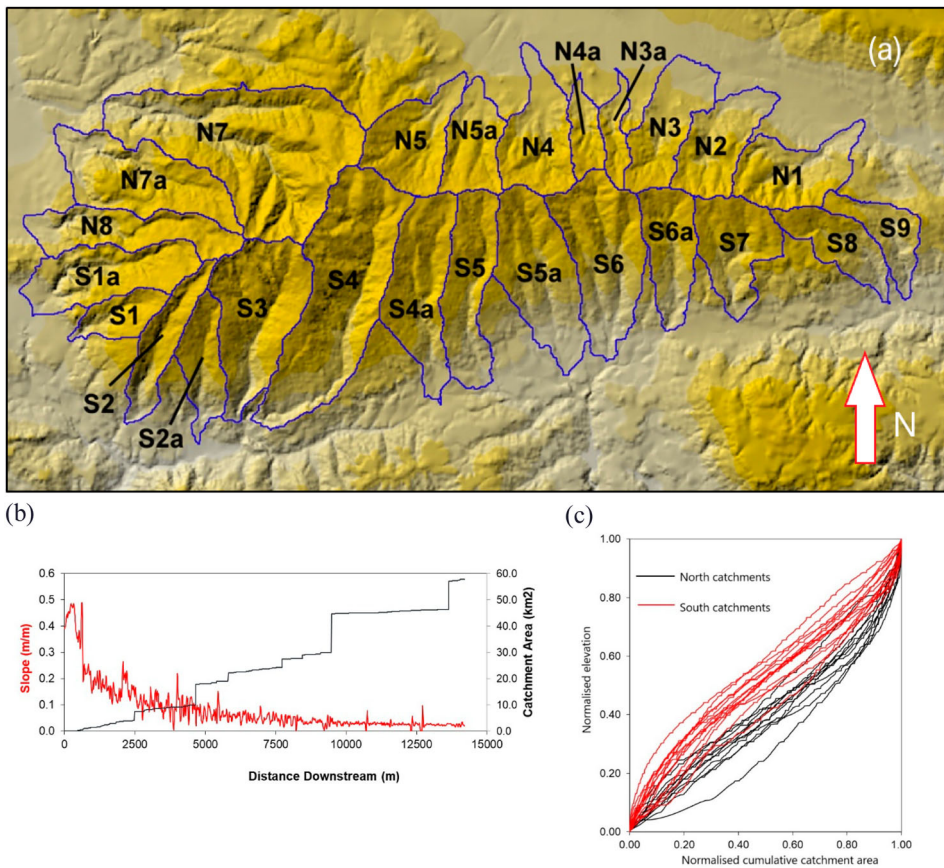 (a)
N4a
N3a
N7
N5
N5a
N4
N3
N2
N1
N7a
N8
S1a
S1
S2
S2a
S3
S4
S4a
S5
S5a
S6
S6a
S7
S8
S9
N
(b)
(c)
0.6
0.5
0.4
0.3
0.2
0.1
0.0
Slope (m/m)
60.0
50.0
40.0
30.0
20.0
10.0
0.0
Catchment Area (km2)
0
2500
5000
7500
10000
12500
15000
Distance Downstream (m)
1.00
0.80
0.60
0.40
0.20
0.00
Normalised elevation
North catchments
South catchments
0.00
0.20
0.40
0.60
0.80
1.00
Normalised cumulative catchment area